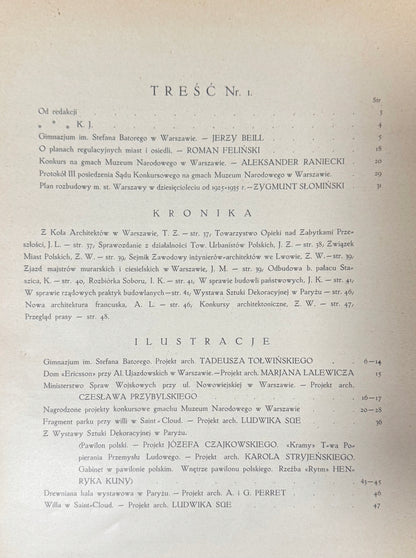 TREŚĆ Nr. 1.
Str
Od redakcji 3
* * * K. J. 4
Gimnazjum im. Stefana Batorego w Warszawie. — JERZY BEILL 5
O planach regulacyjnych miast i osiedli. — ROMAN FELIŃSKI 18
Konkurs na gmach Muzeum Narodowego w Warszawie. — ALEKSANDER RANIECKI 20
Protokół III posiedzenia Sądu Konkursowego na gmach Muzeum Narodowego w Warszawie. 29
Plan rozbudowy m. st. Warszawy w dziesięcioleciu od 1925-1935 r. — ZYGMUNT SŁOMIŃSKI 31
KRONIKA
Z Koła Architektów w Warszawie, T. Z. — str. 37, Towarzystwo Opieki nad Zabytkami Prze-
szłości, J. L. — str. 37, Sprawozdanie z działalności Tow. Urbanistów Polskich, J. Z. — str. 38, Związek
Miast Polskich, Z. W. — str. 39, Sejmik Zawodowy inżynierów-architektów we Lwowie, Z. W. — str. 39,
Zjazd majstrów murarskich i ciesielskich w Warszawie, J. M. — str. 39, Odbudowa b. pałacu Sta-
szica, K. — str. 40, Rozbiórka Soboru, I. K. — str. 41, W sprawie budowli państwowych, J. K. — str. 41,
W sprawie rządowych praktyk budowlanych — str. 41, Wystawa Sztuki Dekoracyjnej w Paryżu — str. 46,
Nowa architektura francuska, A. L. — str. 46, Konkursy architektoniczne, Z. W. — str. 47,
Przegląd prasy — str. 48.
ILUSTRACJE
Gimnazjum im. Stefana Batorego. Projekt arch. TADEUSZA TOŁWIŃSKIEGO 6—14
Dom «Ericsson» przy Al. Ujazdowskich w Warszawie. — Projekt arch. MARJANA LALEWICZA 15
Ministerstwo Spraw Wojskowych przy ul. Nowowiejskiej w Warszawie. — Projekt arch.
CZESŁAWA PRZYBYLSKIEGO 16—17
Nagrodzone projekty konkursowe gmachu Muzeum Narodowego w Warszawie 20—28
Fragment parku przy willi w Saint-Cloud. — Projekt arch. LUDWIKA SÜE 36
Z Wystawy Sztuki Dekoracyjnej w Paryżu.
(Pawilon polski. — Projekt JÓZEFA CZAJKOWSKIEGO. «Kramy» T-wa Po-
pierania Przemysłu Ludowego. — Projekt arch. KAROLA STRYJEŃSKIEGO.
Gabinet w pawilonie polskim. Wnętrze pawilonu polskiego. Rzeźba «Rytm» HEN-
RYKA KUNY) 43—45
Drewniana hala wystawowa w Paryżu. — Projekt arch. A. i G. PERRET 46
Willa w Saint-Cloud. — Projekt arch. LUDWIKA SÜE 47